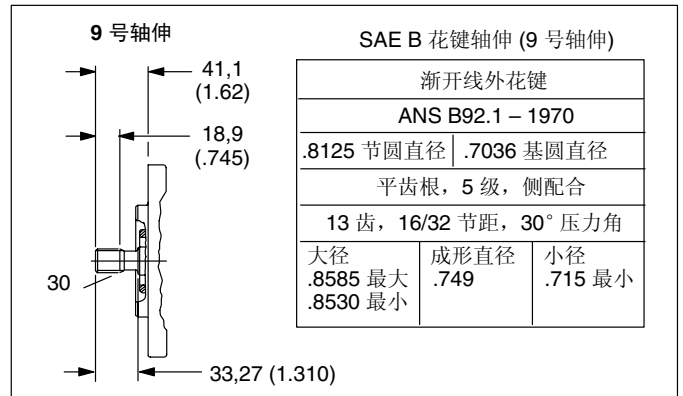 9 号轴伸
41,1
(1.62)
18,9
(.745)
30
33,27 (1.310)
SAE B 花键轴伸 (9 号轴伸)
渐开线外花键
ANS B92.1 – 1970
.8125 节圆直径 .7036 基圆直径
平齿根，5 级，侧配合
13 齿，16/32 节距，30° 压力角
大径 成形直径 小径
.8585 最大 .749 .715 最小
.8530 最小